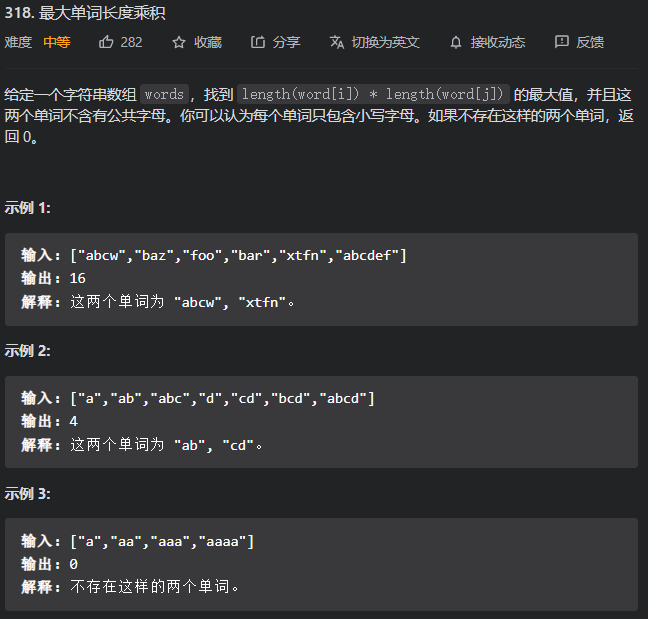 318. 最大单词长度乘积
难度 中等 282 收藏 分享 切换为英文 接收动态 反馈
给定一个字符串数组 words，找到 length(word[i]) * length(word[j]) 的最大值，并且这
两个单词不含有公共字母。你可以认为每个单词只包含小写字母。如果不存在这样的两个单词，返
回 0。
示例 1:
输入：["abcw","baz","foo","bar","xtfn","abcdef"]
输出：16
解释：这两个单词为 "abcw", "xtfn"。
示例 2:
输入：["a","ab","abc","d","cd","bcd","abcd"]
输出：4
解释：这两个单词为 "ab", "cd"。
示例 3:
输入：["a","aa","aaa","aaaa"]
输出：0
解释：不存在这样的两个单词。